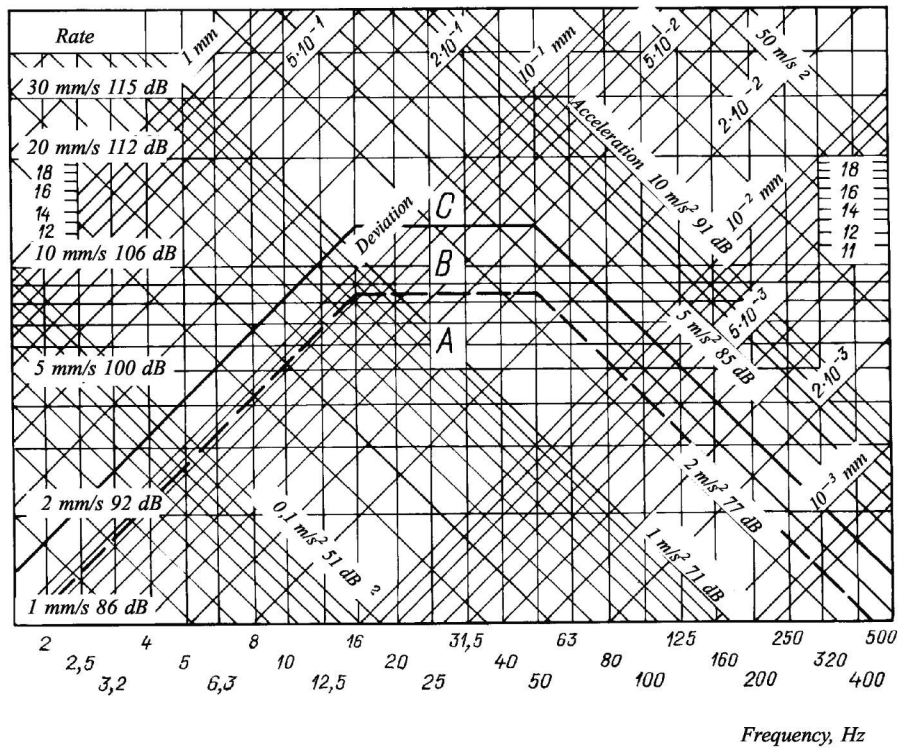 Rate
1 mm
5·10⁻¹
2·10⁻¹
10⁻¹ mm
5·10⁻²
50 m/s²
30 mm/s 115 dB
2·10⁻²
Acceleration 10 m/s² 91 dB
20 mm/s 112 dB
18
16
14
12
18
16
14
12
11
10⁻² mm
Deviation
C
10 mm/s 106 dB
B
A
5·10⁻³
5 m/s² 85 dB
5 mm/s 100 dB
2·10⁻³
2 mm/s 92 dB
0.1 m/s² 51 dB
2
2 m/s² 77 dB
10⁻³ mm
1 m/s² 71 dB
1 mm/s 86 dB
2 4 8 16 31,5 63 125 250 500
2,5 5 10 20 40 80 160 320
3,2 6,3 12,5 25 50 100 200 400
Frequency, Hz